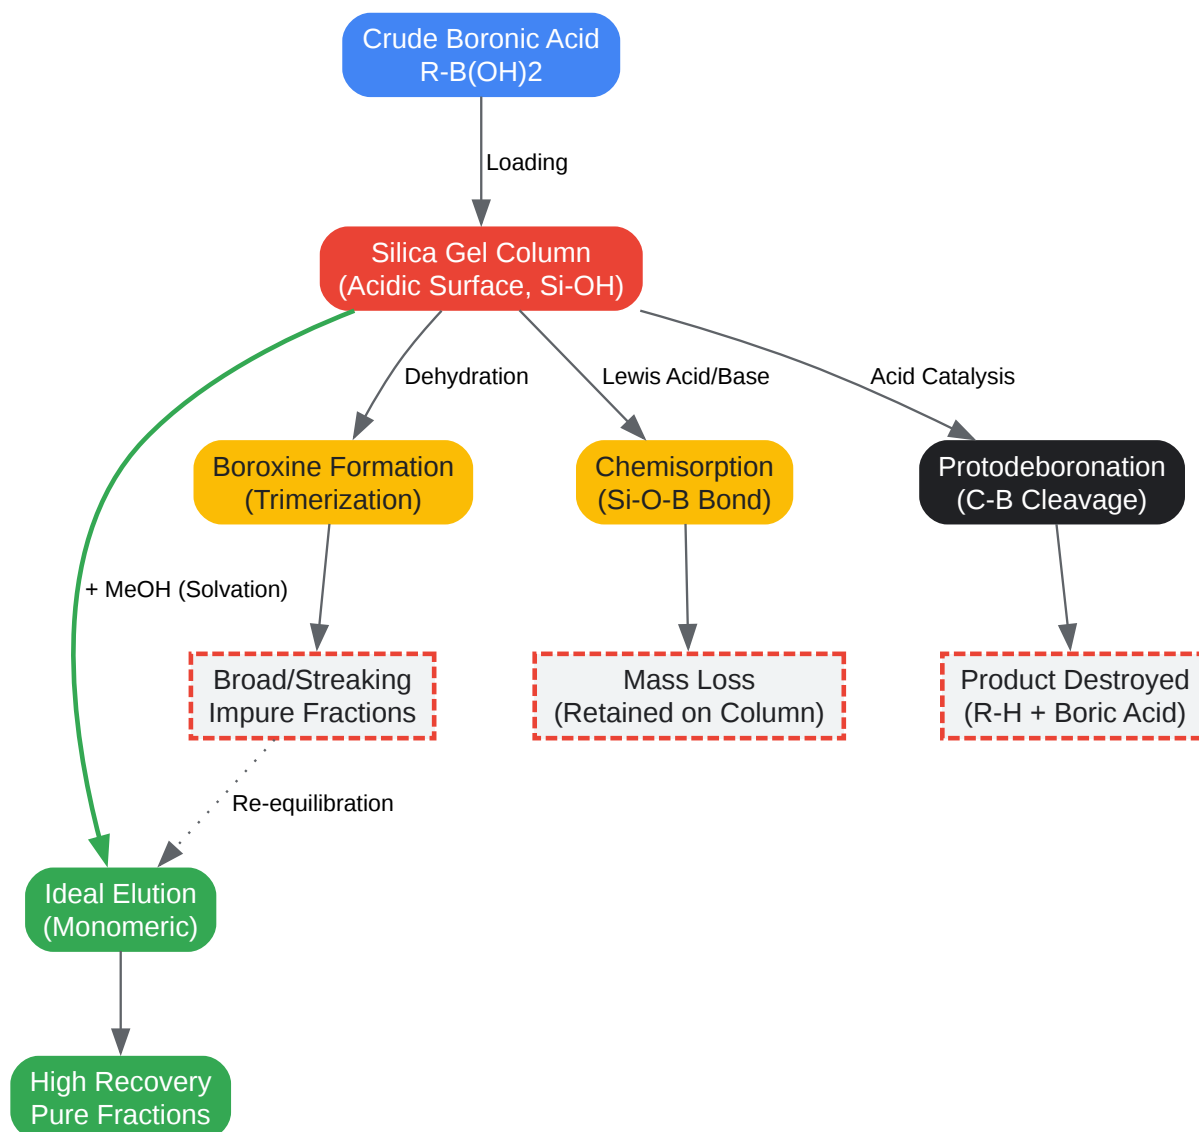 Crude Boronic Acid
R-B(OH)2
Loading
Silica Gel Column
(Acidic Surface, Si-OH)
Dehydration
Lewis Acid/Base
Acid Catalysis
Boroxine Formation
(Trimerization)
Chemisorption
(Si-O-B Bond)
Protodeboronation
(C-B Cleavage)
+ MeOH (Solvation)
Broad/Streaking
Impure Fractions
Mass Loss
(Retained on Column)
Product Destroyed
(R-H + Boric Acid)
Re-equilibration
Ideal Elution
(Monomeric)
High Recovery
Pure Fractions